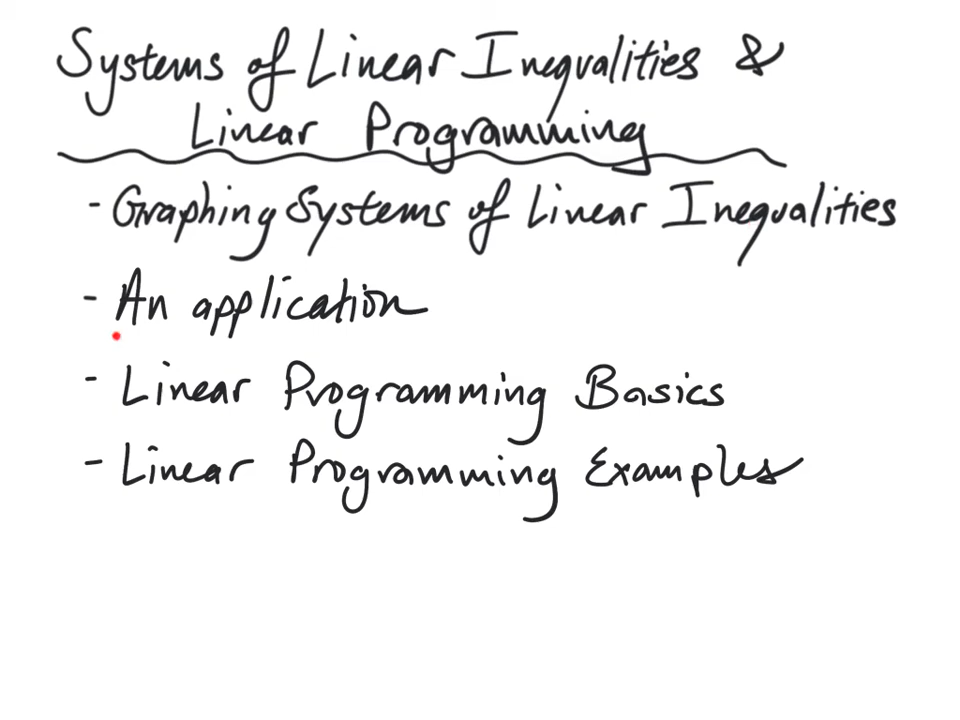 Systems of Linear Inequalities &
Linear Programming
- Graphing Systems of Linear Inequalities
- An application
- Linear Programming Basics
- Linear Programming Examples